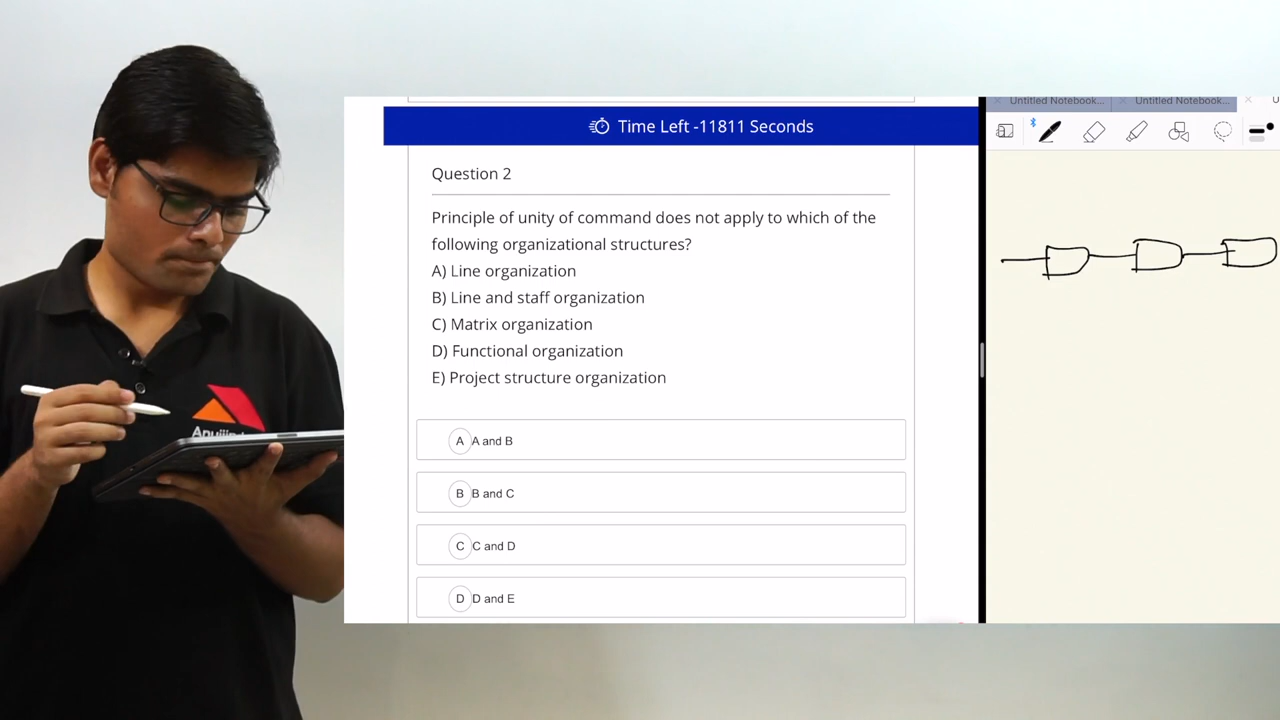 Untitled Notebook...
Untitled Notebook...
Time Left -11811 Seconds
Question 2
Principle of unity of command does not apply to which of the
following organizational structures?
A) Line organization
B) Line and staff organization
C) Matrix organization
D) Functional organization
E) Project structure organization
A A and B
B B and C
C C and D
D D and E